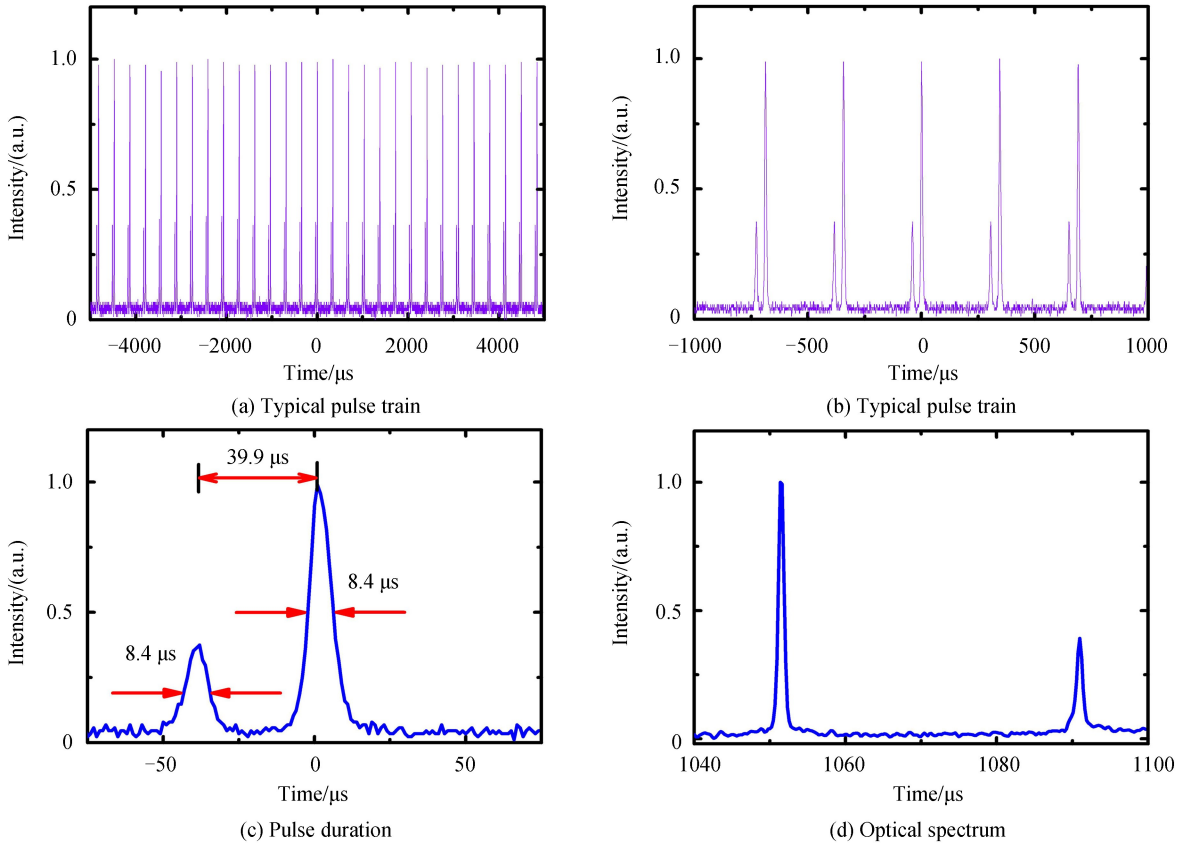 1.0
0.5
0
Intensity/(a.u.)
−4000
−2000
0
2000
4000
Time/μs
(a) Typical pulse train
1.0
0.5
0
Intensity/(a.u.)
−1000
−500
0
500
1000
Time/μs
(b) Typical pulse train
39.9 μs
8.4 μs
8.4 μs
1.0
0.5
0
Intensity/(a.u.)
−50
0
50
Time/μs
(c) Pulse duration
1.0
0.5
0
Intensity/(a.u.)
1040
1060
1080
1100
Time/μs
(d) Optical spectrum